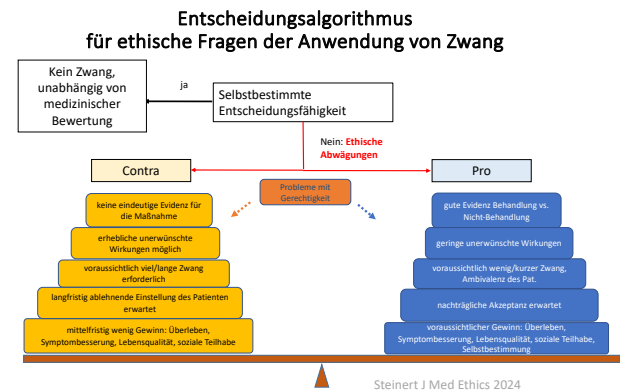 Entscheidungsalgorithmus
für ethische Fragen der Anwendung von Zwang
Kein Zwang,
unabhängig von
medizinischer
Bewertung
ja
Selbstbestimmte
Entscheidungsfähigkeit
Nein: Ethische
Abwägungen
Contra
Pro
Probleme mit
Gerechtigkeit
keine eindeutige Evidenz für
die Maßnahme
erhebliche unerwünschte
Wirkungen möglich
voraussichtlich viel/lange Zwang
erforderlich
langfristig ablehnende Einstellung des Patienten
erwartet
mittelfristig wenig Gewinn: Überleben,
Symptombesserung, Lebensqualität, soziale Teilhabe
gute Evidenz Behandlung vs.
Nicht-Behandlung
geringe unerwünschte Wirkungen
voraussichtlich wenig/kurzer Zwang,
Ambivalenz des Pat.
nachträgliche Akzeptanz erwartet
voraussichtlicher Gewinn: Überleben,
Symptombesserung, Lebensqualität, soziale Teilhabe,
Selbstbestimmung
Steinert J Med Ethics 2024